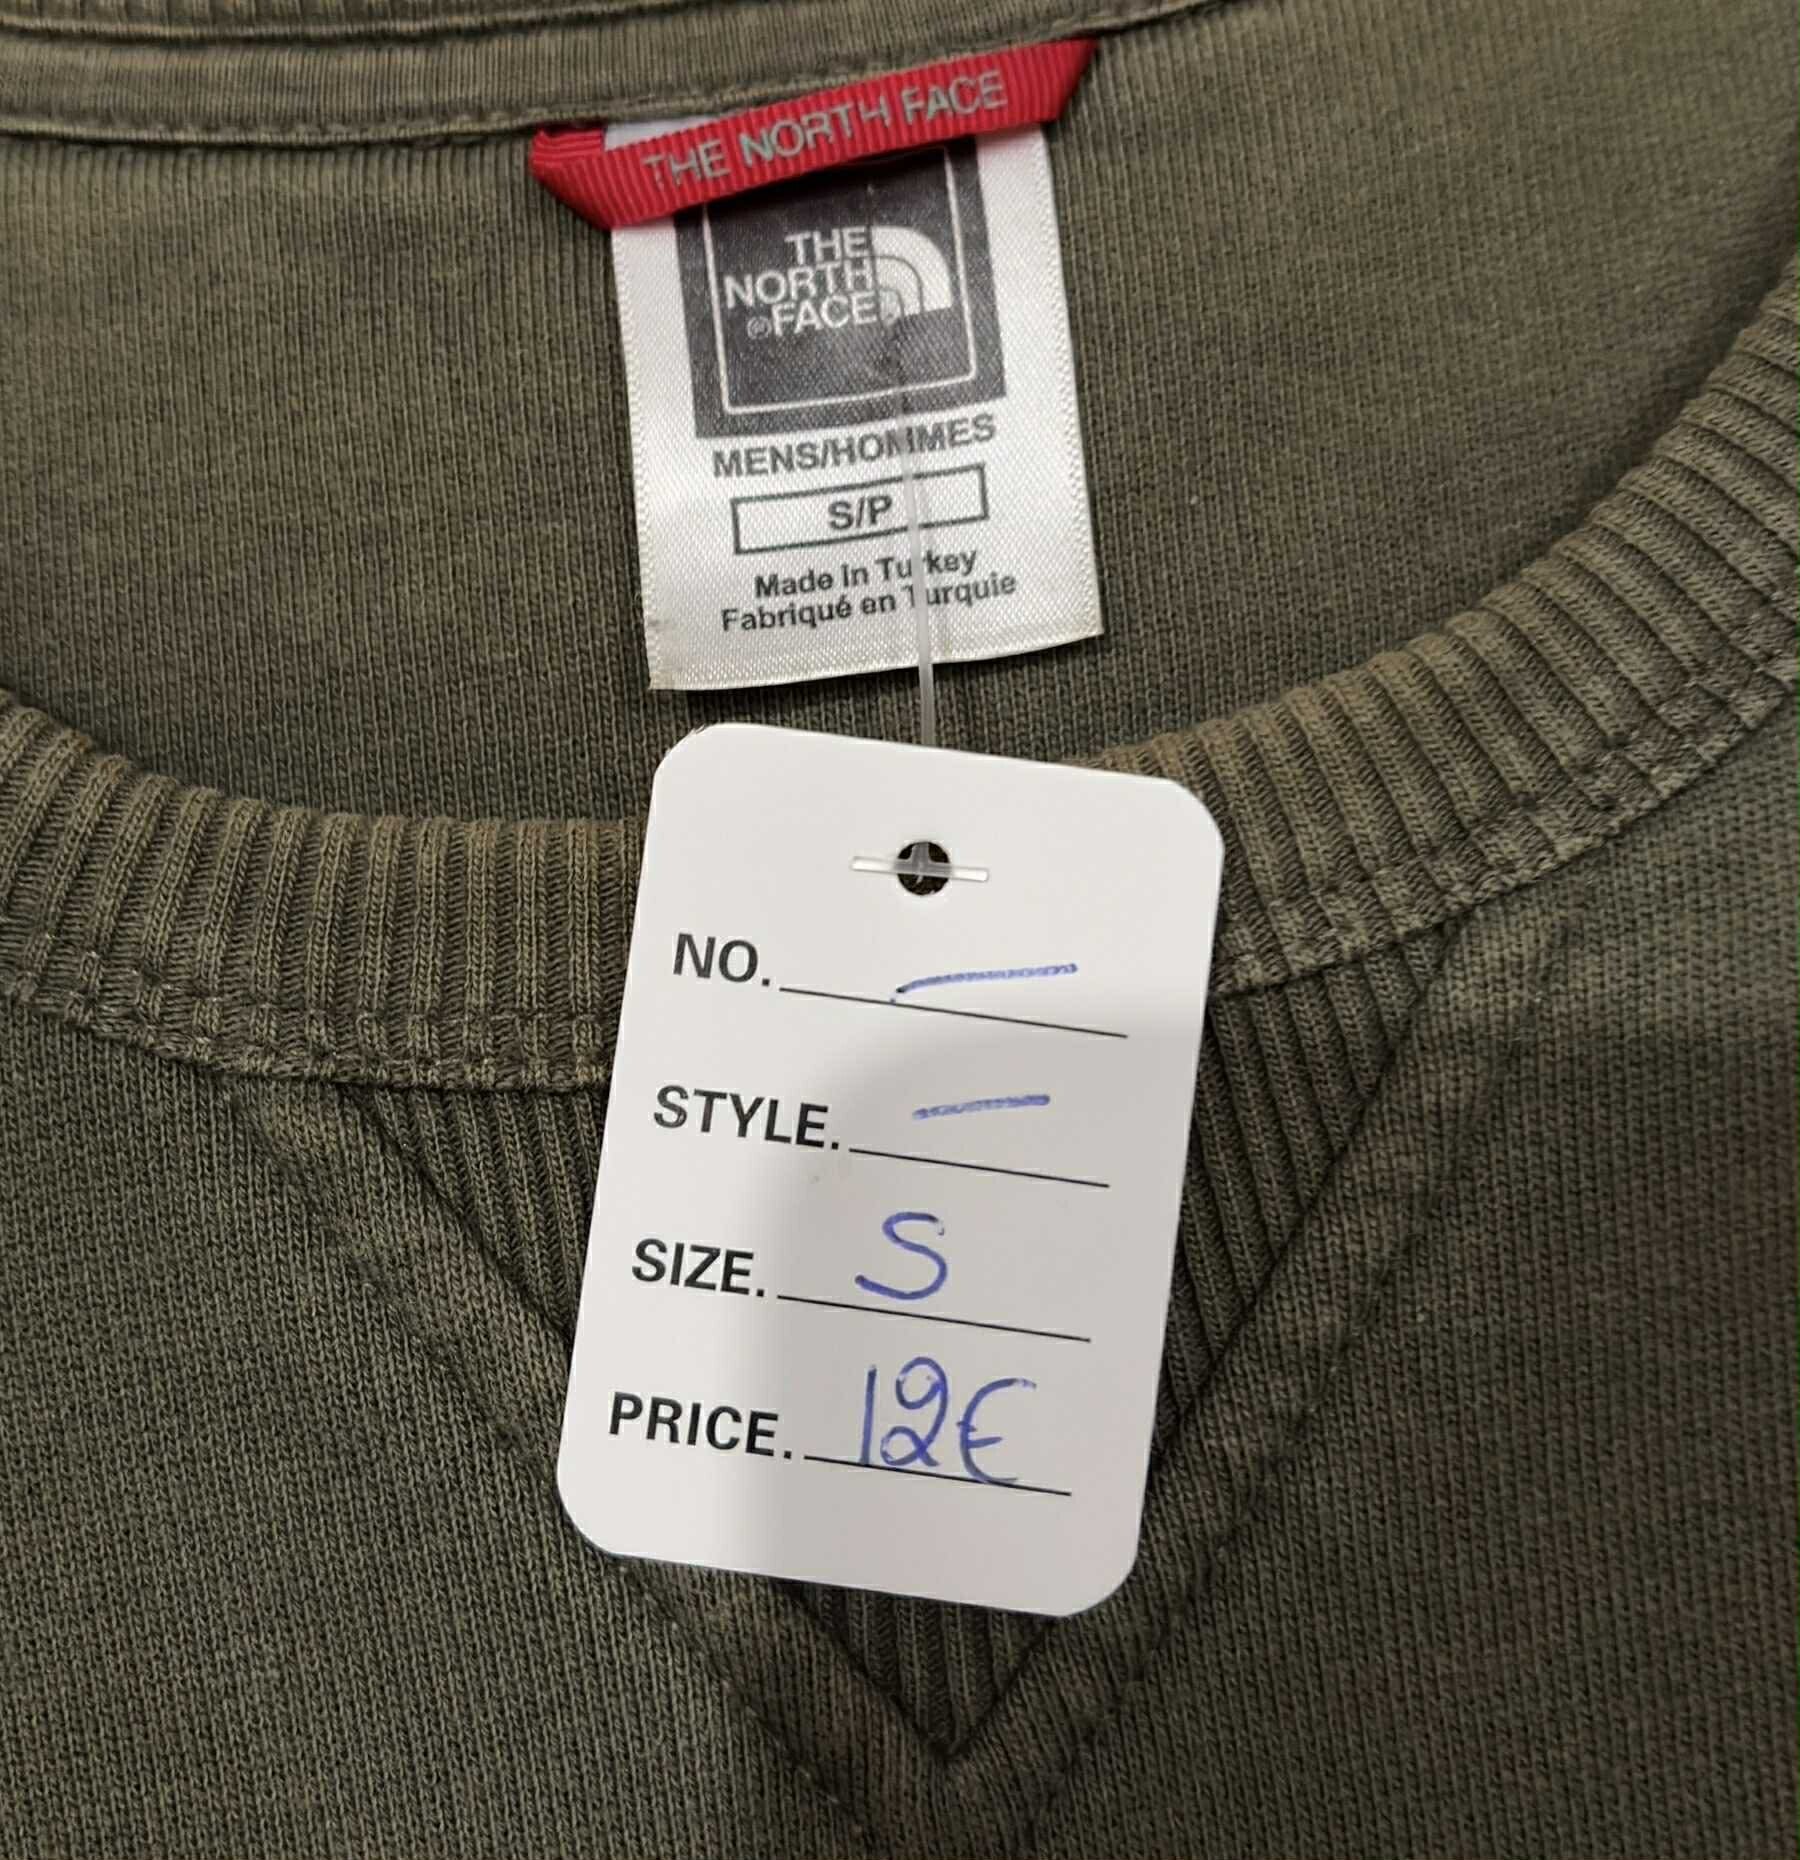 THE NORTH FACE
THE
NORTH
FACE®
MENS/HOMMES
S/P
Made In Turkey
Fabriqué en Turquie
NO. —
STYLE. —
SIZE. S
PRICE. 12€